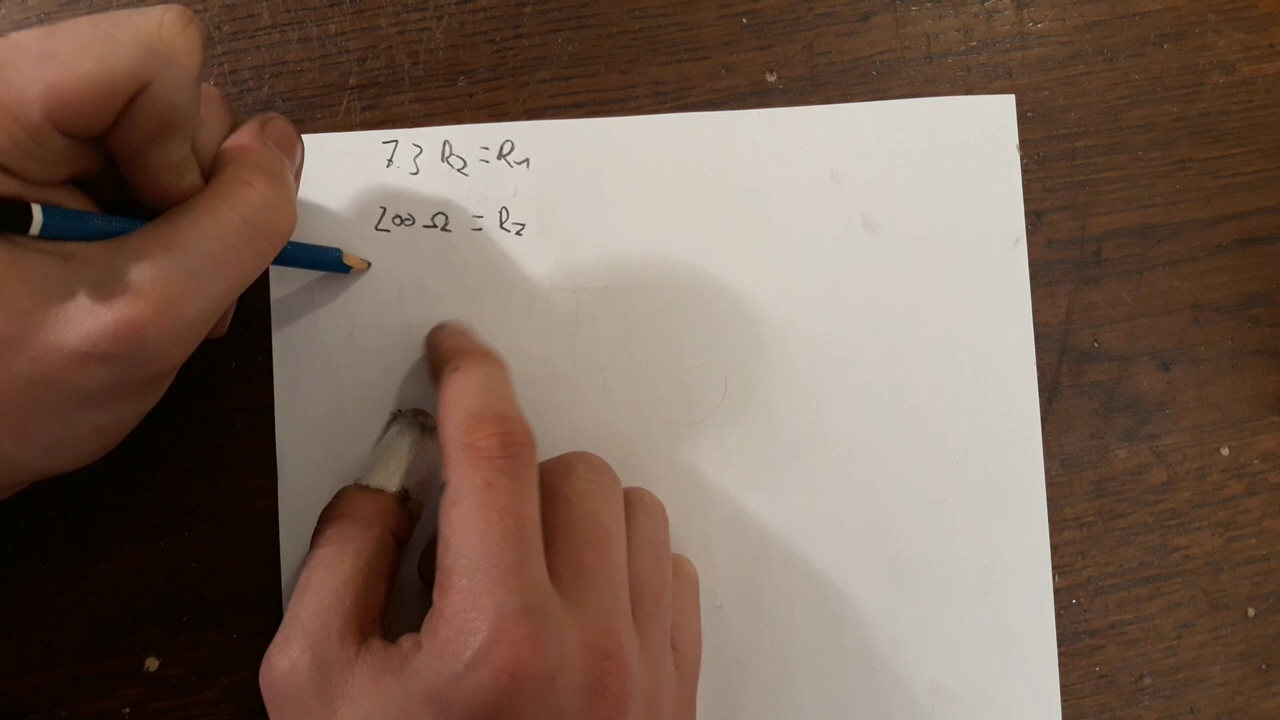 7.3 R₂ = R₁
200 Ω = R₂